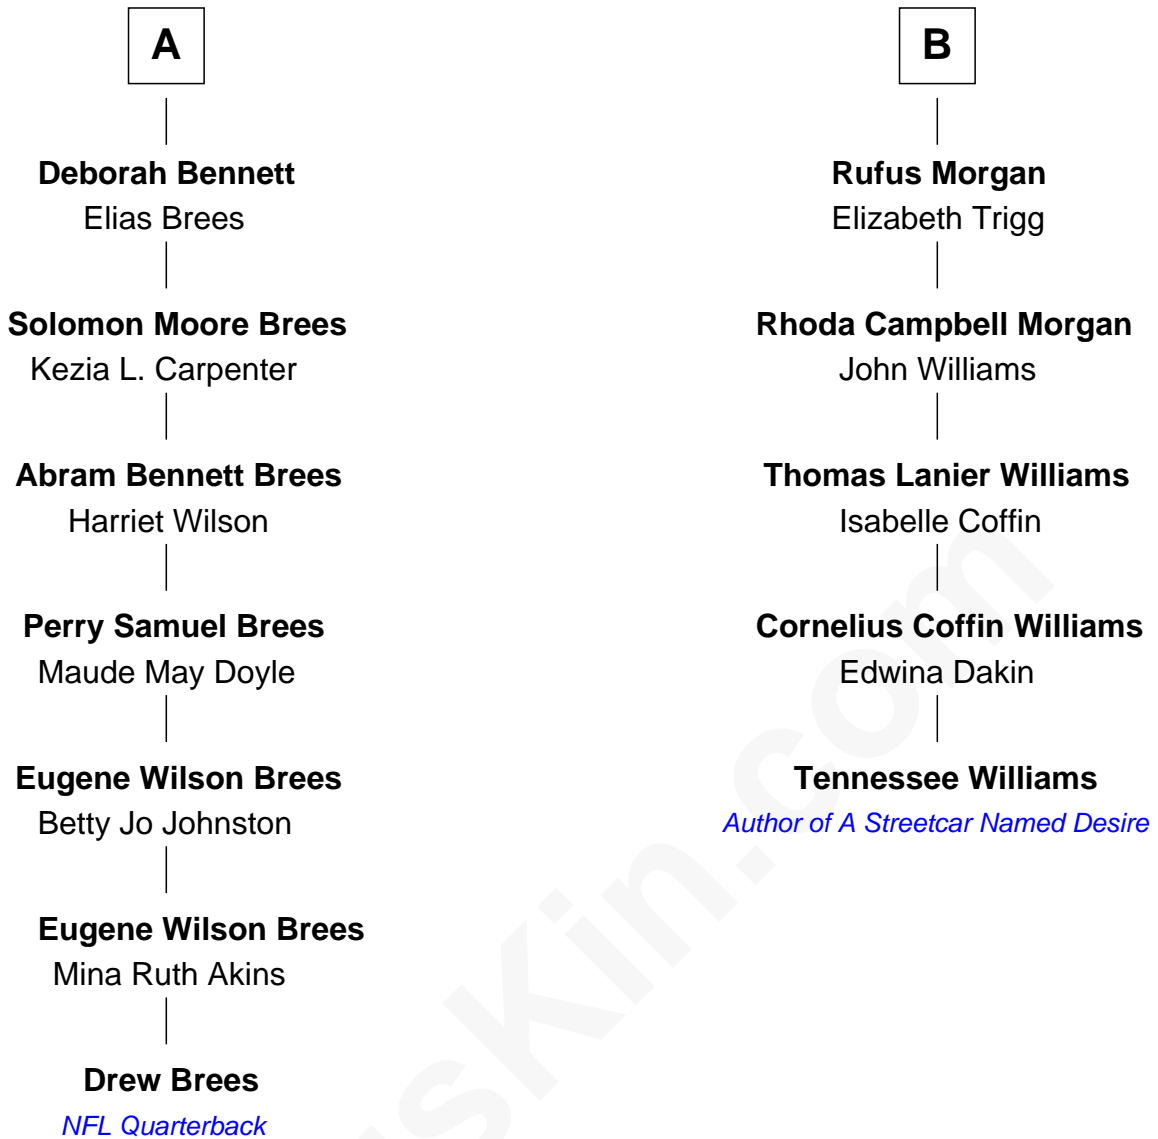 A
Deborah Bennett
Elias Brees
Solomon Moore Brees
Kezia L. Carpenter
Abram Bennett Brees
Harriet Wilson
Perry Samuel Brees
Maude May Doyle
Eugene Wilson Brees
Betty Jo Johnston
Eugene Wilson Brees
Mina Ruth Akins
Drew Brees
NFL Quarterback
B
Rufus Morgan
Elizabeth Trigg
Rhoda Campbell Morgan
John Williams
Thomas Lanier Williams
Isabelle Coffin
Cornelius Coffin Williams
Edwina Dakin
Tennessee Williams
Author of A Streetcar Named Desire
sKin.com